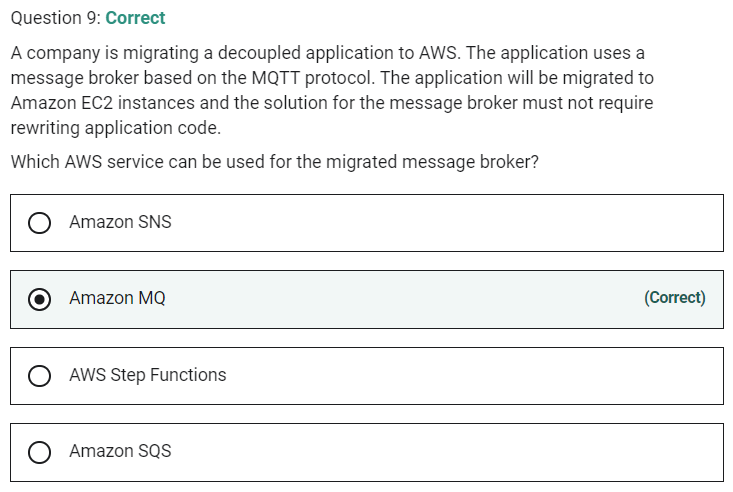 Question 9: Correct
A company is migrating a decoupled application to AWS. The application uses a
message broker based on the MQTT protocol. The application will be migrated to
Amazon EC2 instances and the solution for the message broker must not require
rewriting application code.
Which AWS service can be used for the migrated message broker?
Amazon SNS
Amazon MQ (Correct)
AWS Step Functions
Amazon SQS